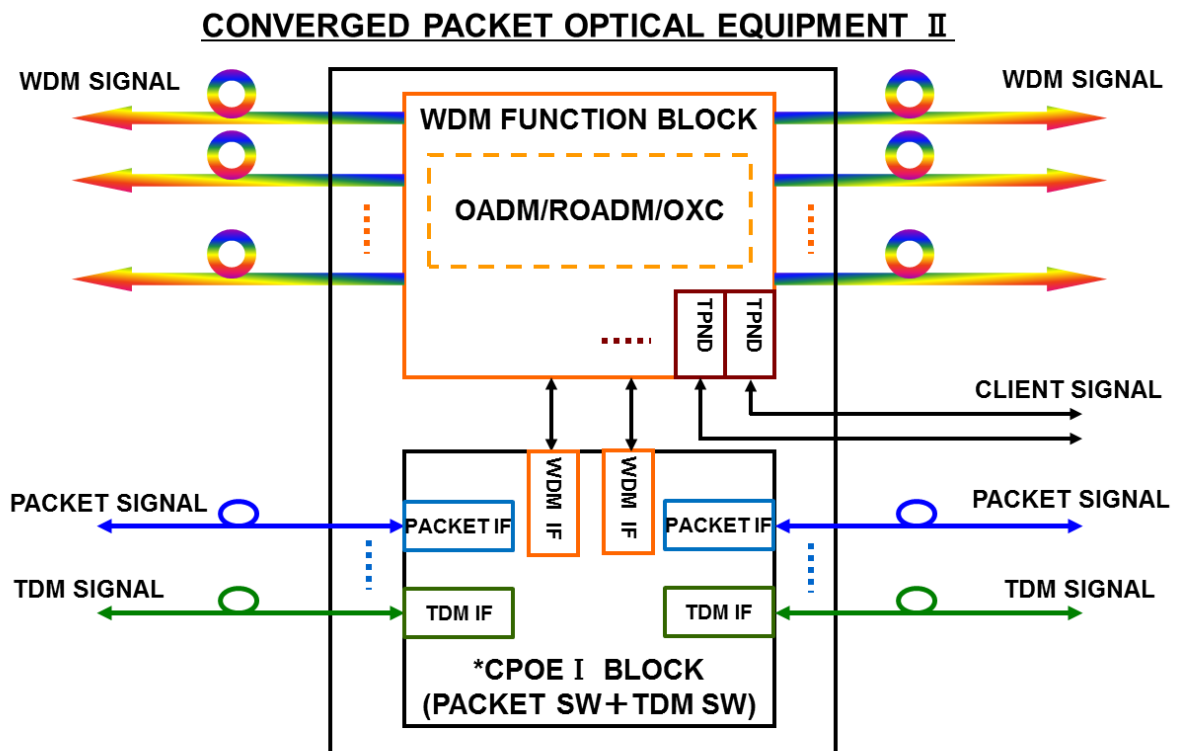 CONVERGED PACKET OPTICAL EQUIPMENT Ⅱ
WDM SIGNAL
WDM SIGNAL
WDM FUNCTION BLOCK
OADM/ROADM/OXC
TPND
TPND
CLIENT SIGNAL
WDM IF
WDM IF
PACKET SIGNAL
PACKET SIGNAL
PACKET IF
PACKET IF
TDM SIGNAL
TDM SIGNAL
TDM IF
TDM IF
*CPOE Ⅰ BLOCK
(PACKET SW＋TDM SW)